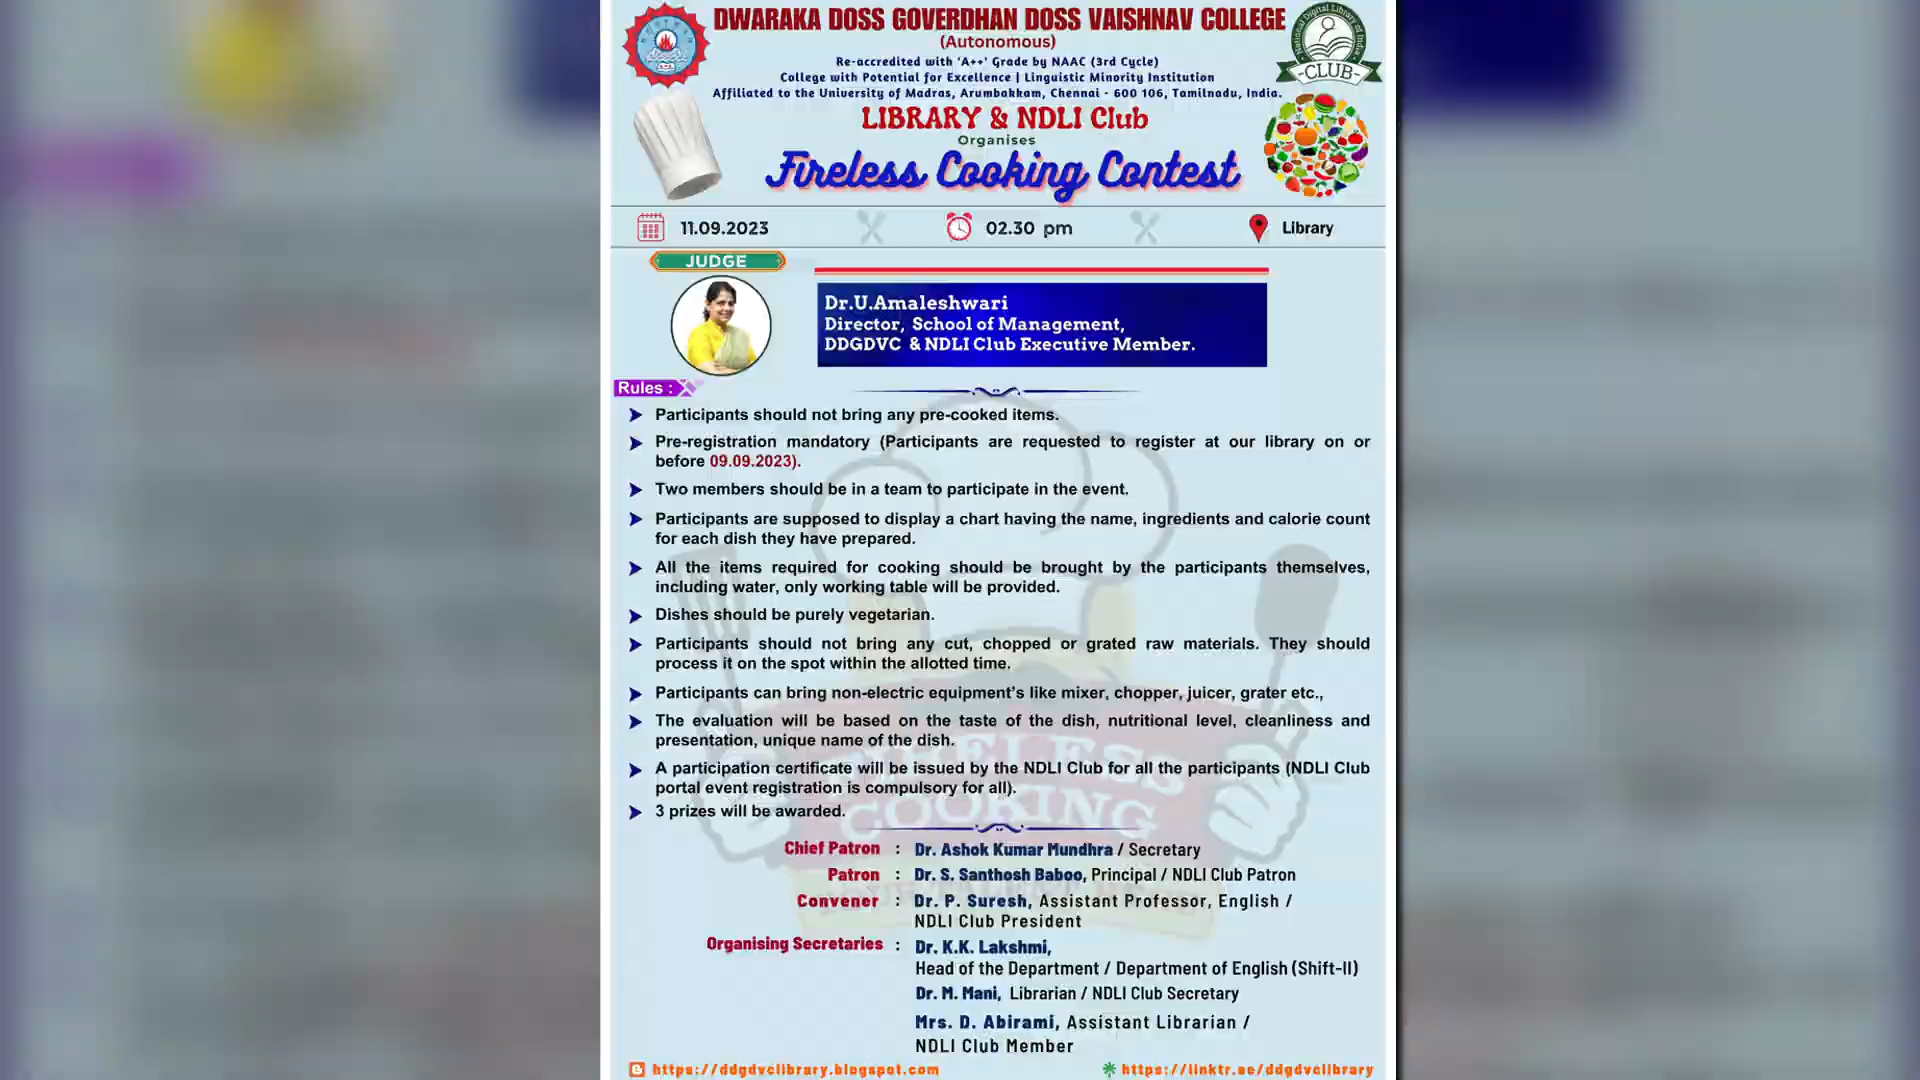 DWARAKA DOSS GOVERDHAN DOSS VAISHNAV COLLEGE
(Autonomous)
Re-accredited with 'A++' Grade by NAAC (3rd Cycle)
College with Potential for Excellence | Linguistic Minority Institution
Affiliated to the University of Madras, Arumbakkam, Chennai - 600 106, Tamilnadu, India.
National Digital Library of India
CLUB
LIBRARY & NDLI Club
Organises
Fireless Cooking Contest
11.09.2023 02.30 pm Library
JUDGE
Dr.U.Amaleshwari
Director, School of Management,
DDGDVC & NDLI Club Executive Member.
Rules :
Participants should not bring any pre-cooked items.
Pre-registration mandatory (Participants are requested to register at our library on or
before 09.09.2023).
Two members should be in a team to participate in the event.
Participants are supposed to display a chart having the name, ingredients and calorie count
for each dish they have prepared.
All the items required for cooking should be brought by the participants themselves,
including water, only working table will be provided.
Dishes should be purely vegetarian.
Participants should not bring any cut, chopped or grated raw materials. They should
process it on the spot within the allotted time.
Participants can bring non-electric equipment's like mixer, chopper, juicer, grater etc.,
The evaluation will be based on the taste of the dish, nutritional level, cleanliness and
presentation, unique name of the dish.
A participation certificate will be issued by the NDLI Club for all the participants (NDLI Club
portal event registration is compulsory for all).
3 prizes will be awarded.
FIRELESS
COOKING
Chief Patron : Dr. Ashok Kumar Mundhra / Secretary
Patron : Dr. S. Santhosh Baboo, Principal / NDLI Club Patron
Convener : Dr. P. Suresh, Assistant Professor, English /
NDLI Club President
Organising Secretaries : Dr. K.K. Lakshmi,
Head of the Department / Department of English (Shift-II)
Dr. M. Mani, Librarian / NDLI Club Secretary
Mrs. D. Abirami, Assistant Librarian /
NDLI Club Member
https://ddgdvclibrary.blogspot.com https://linktr.ee/ddgdvclibrary